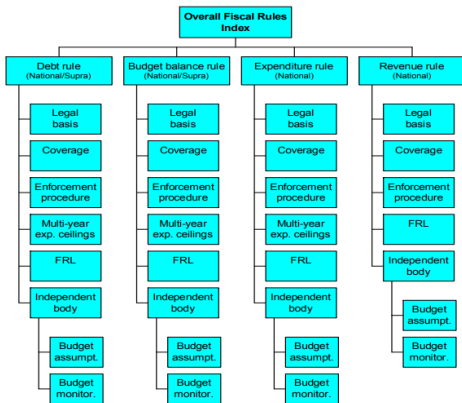 Overall Fiscal Rules
Index
Debt rule
(National/Supra)
Legal
basis
Coverage
Enforcement
procedure
Multi-year
exp. ceilings
FRL
Independent
body
Budget
assumpt.
Budget
monitor.
Budget balance rule
(National/Supra)
Legal
basis
Coverage
Enforcement
procedure
Multi-year
exp. ceilings
FRL
Independent
body
Budget
assumpt.
Budget
monitor.
Expenditure rule
(National)
Legal
basis
Coverage
Enforcement
procedure
Multi-year
exp. ceilings
FRL
Independent
body
Budget
assumpt.
Budget
monitor.
Revenue rule
(National)
Legal
basis
Coverage
Enforcement
procedure
FRL
Independent
body
Budget
assumpt.
Budget
monitor.